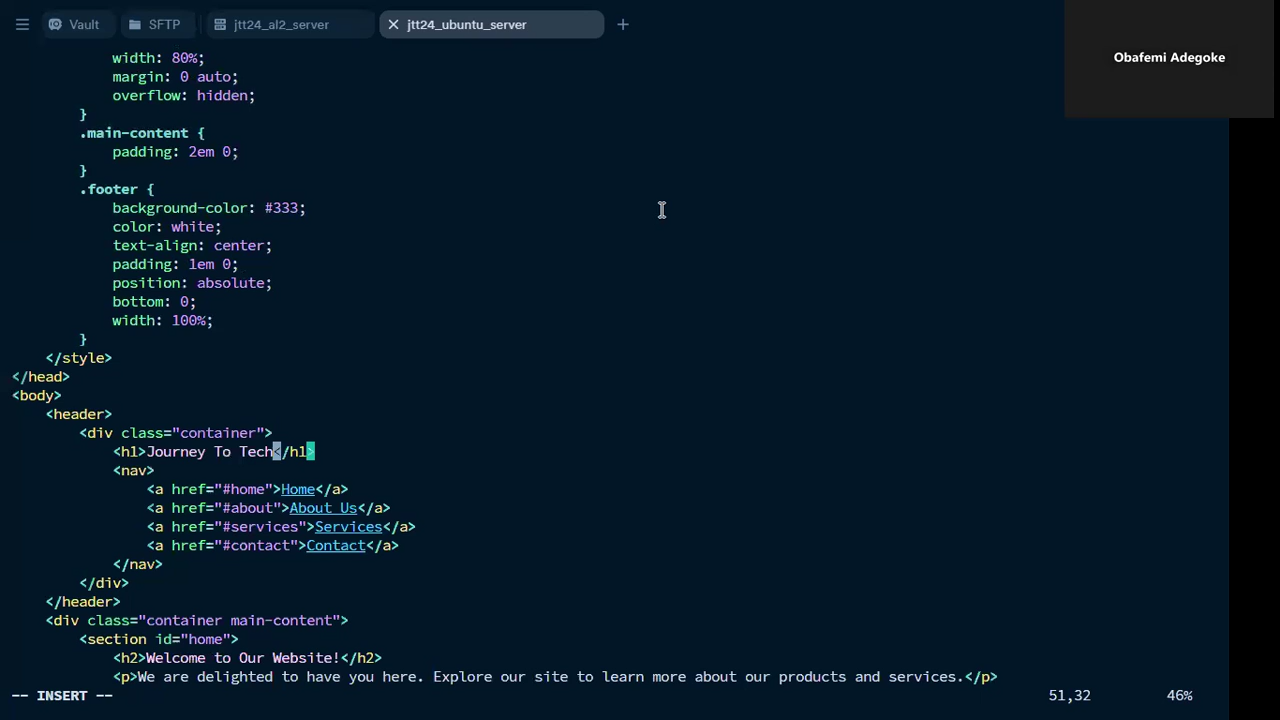 Vault SFTP jtt24_al2_server jtt24_ubuntu_server
Obafemi Adegoke
width: 80%;
margin: 0 auto;
overflow: hidden;
}
.main-content {
padding: 2em 0;
}
.footer {
background-color: #333;
color: white;
text-align: center;
padding: 1em 0;
position: absolute;
bottom: 0;
width: 100%;
}
</style>
</head>
<body>
<header>
<div class="container">
<h1>Journey To Tech</h1>
<nav>
<a href="#home">Home</a>
<a href="#about">About Us</a>
<a href="#services">Services</a>
<a href="#contact">Contact</a>
</nav>
</div>
</header>
<div class="container main-content">
<section id="home">
<h2>Welcome to Our Website!</h2>
<p>We are delighted to have you here. Explore our site to learn more about our products and services.</p>
-- INSERT -- 51,32 46%